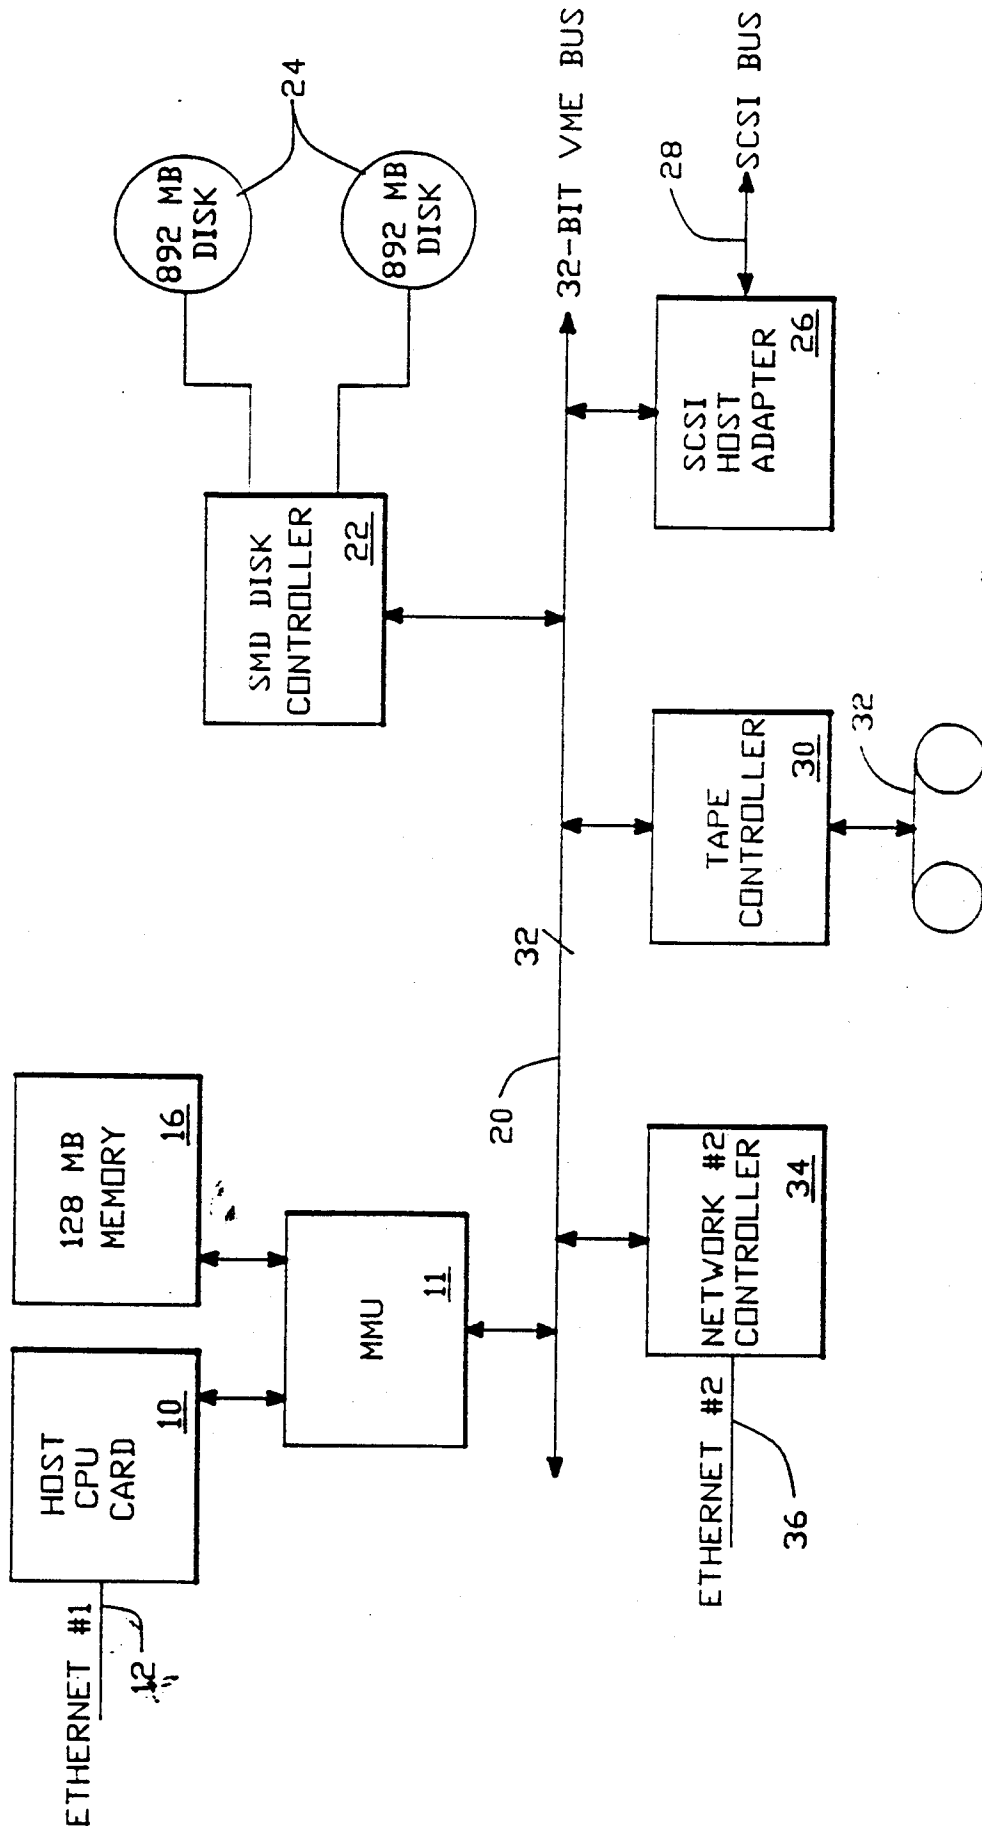 ETHERNET #1
12
HOST
CPU
CARD
10
128 MB
MEMORY
16
MMU
11
892 MB
DISK
892 MB
DISK
24
SMD DISK
CONTROLLER
22
20
32
32-BIT VME BUS
ETHERNET #2
36
NETWORK #2
CONTROLLER
34
TAPE
CONTROLLER
30
32
SCSI
HOST
ADAPTER
26
28
SCSI BUS